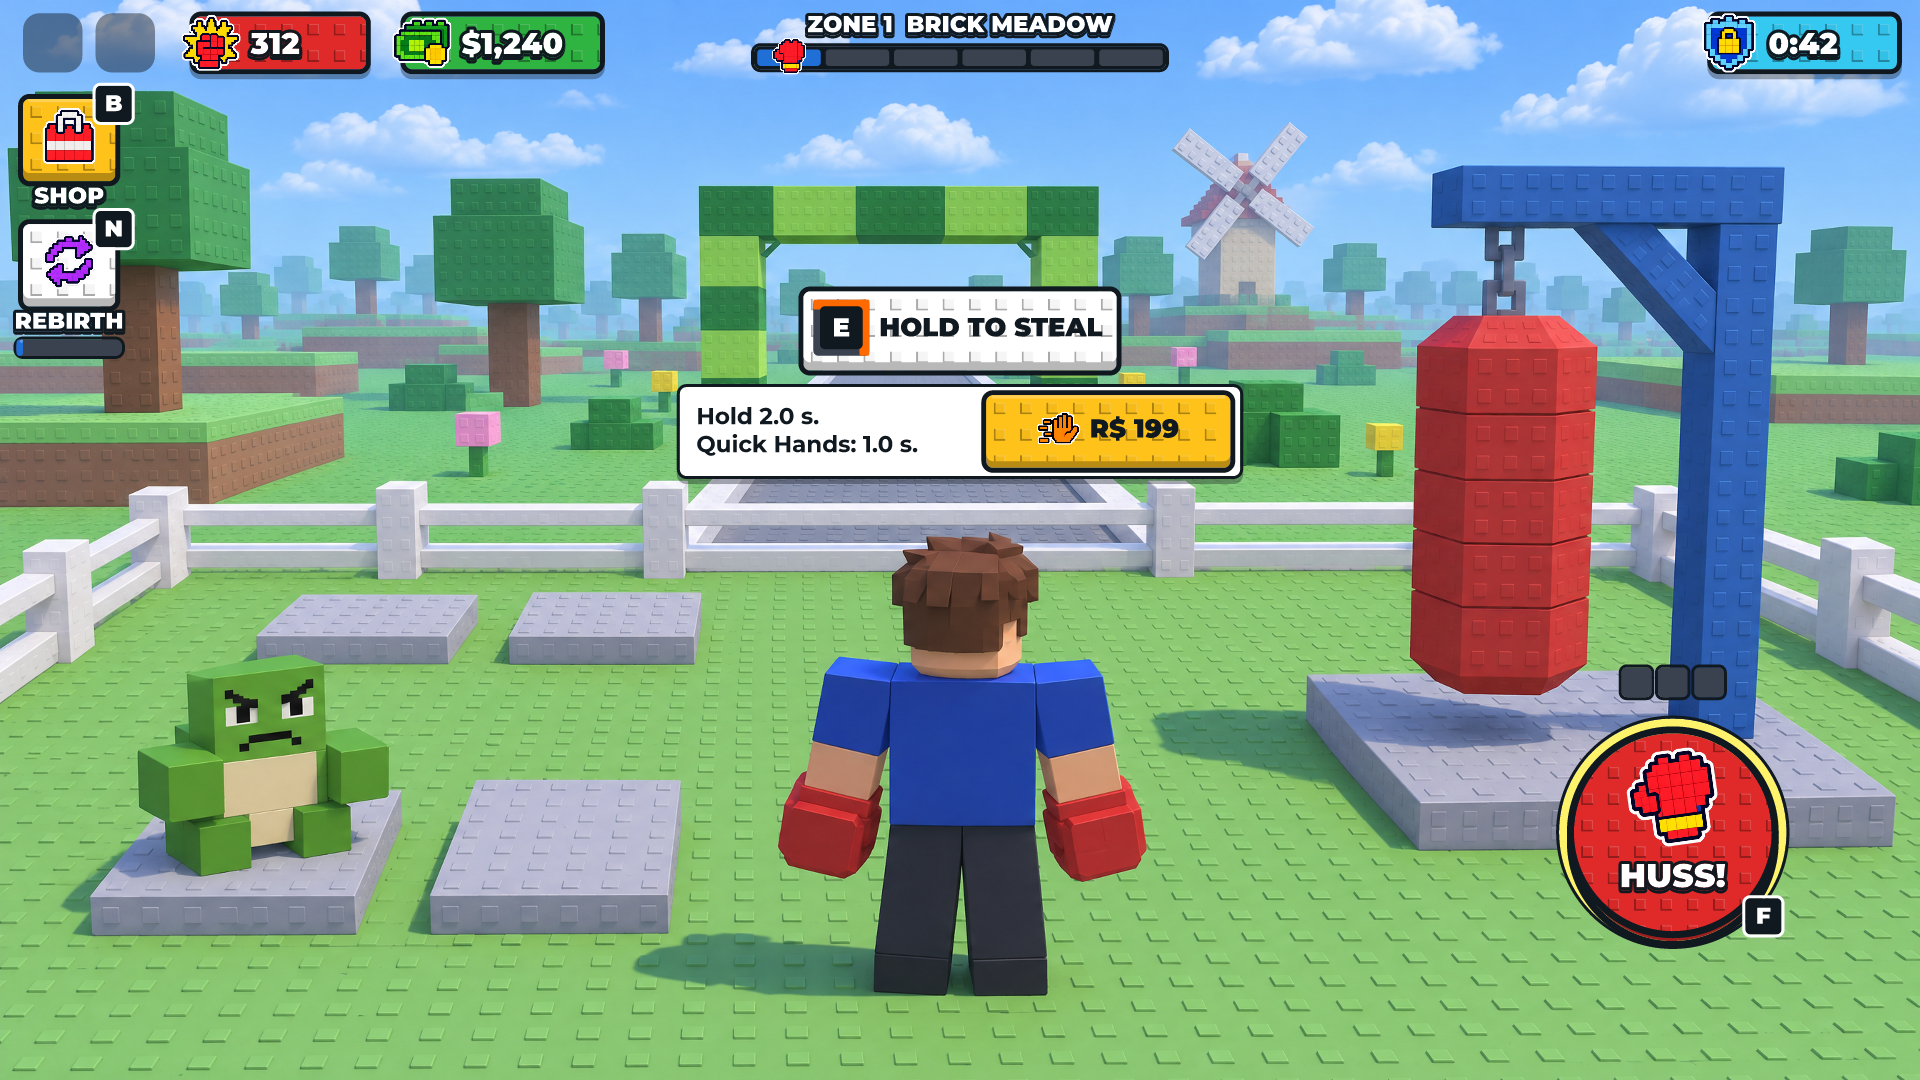 312
$1,240
ZONE 1 BRICK MEADOW
0:42
B
SHOP
N
REBIRTH
E HOLD TO STEAL
Hold 2.0 s.
Quick Hands: 1.0 s.
R$ 199
HUSS!
F